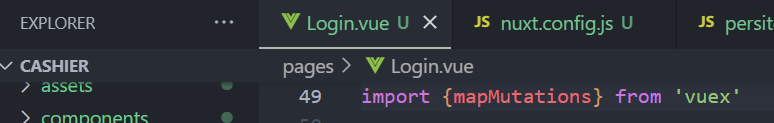 EXPLORER
···
Login.vue U
JS nuxt.config.js U
JS persit
CASHIER
pages > Login.vue
assets
49 import {mapMutations} from 'vuex'
components